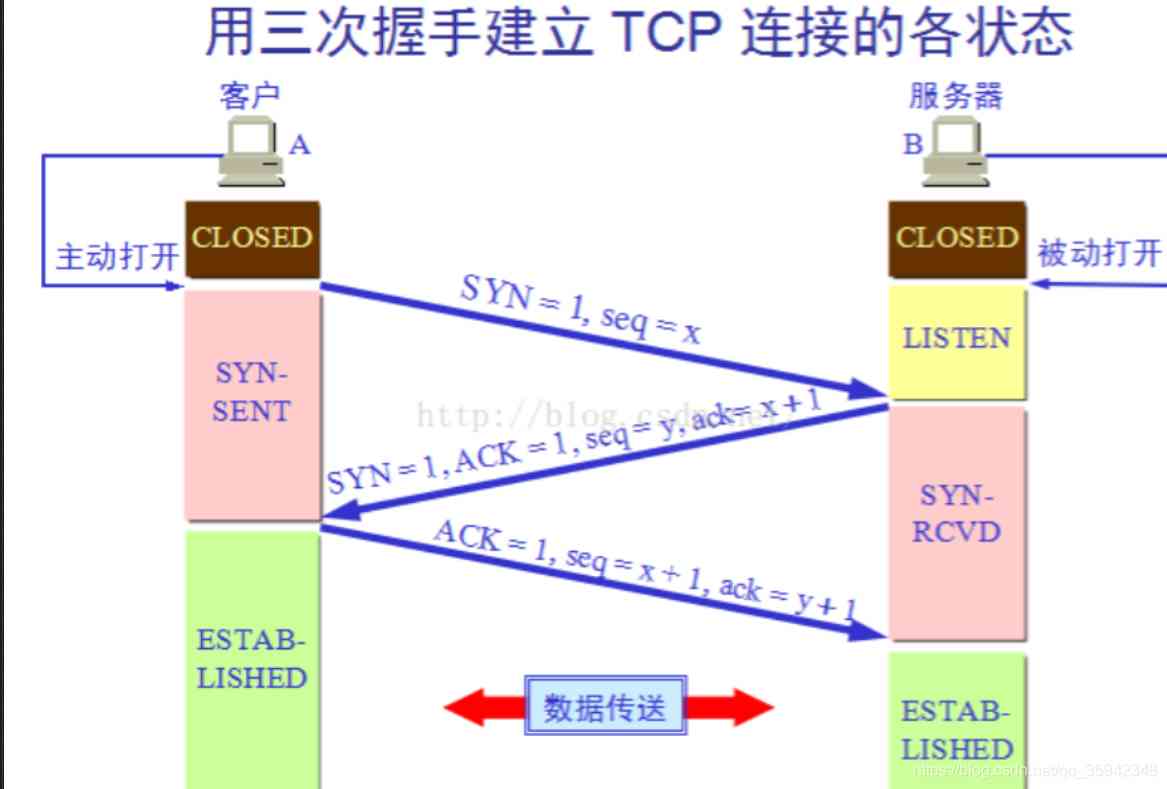 用三次握手建立 TCP 连接的各状态
客户
服务器
A
B
CLOSED
CLOSED
主动打开
被动打开
SYN = 1, seq = x
LISTEN
SYN-
SENT
http://blog.csdn.net/
SYN = 1, ACK = 1, seq = y, ack= x + 1
SYN-
RCVD
ACK = 1, seq = x + 1, ack = y + 1
ESTAB-
LISHED
数据传送
ESTAB-
LISHED
https://blog.csdn.net/qq_35942348